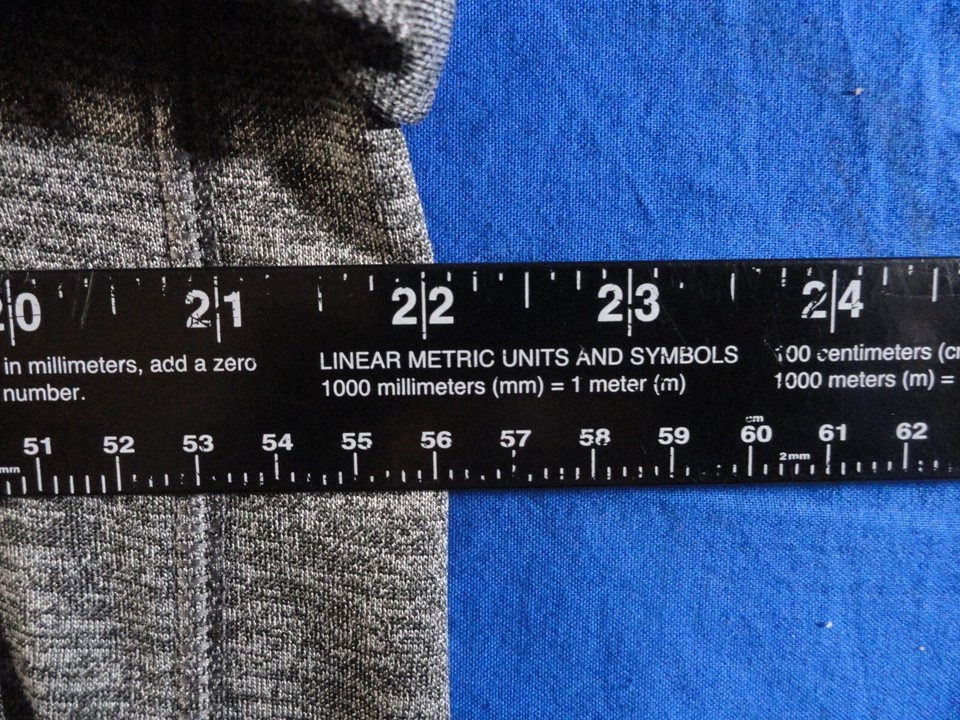 20 21 22 23 24
in millimeters, add a zero LINEAR METRIC UNITS AND SYMBOLS 100 centimeters (c
number. 1000 millimeters (mm) = 1 meter (m) 1000 meters (m) =
cm
51 52 53 54 55 56 57 58 59 60 61 62
mm 2mm